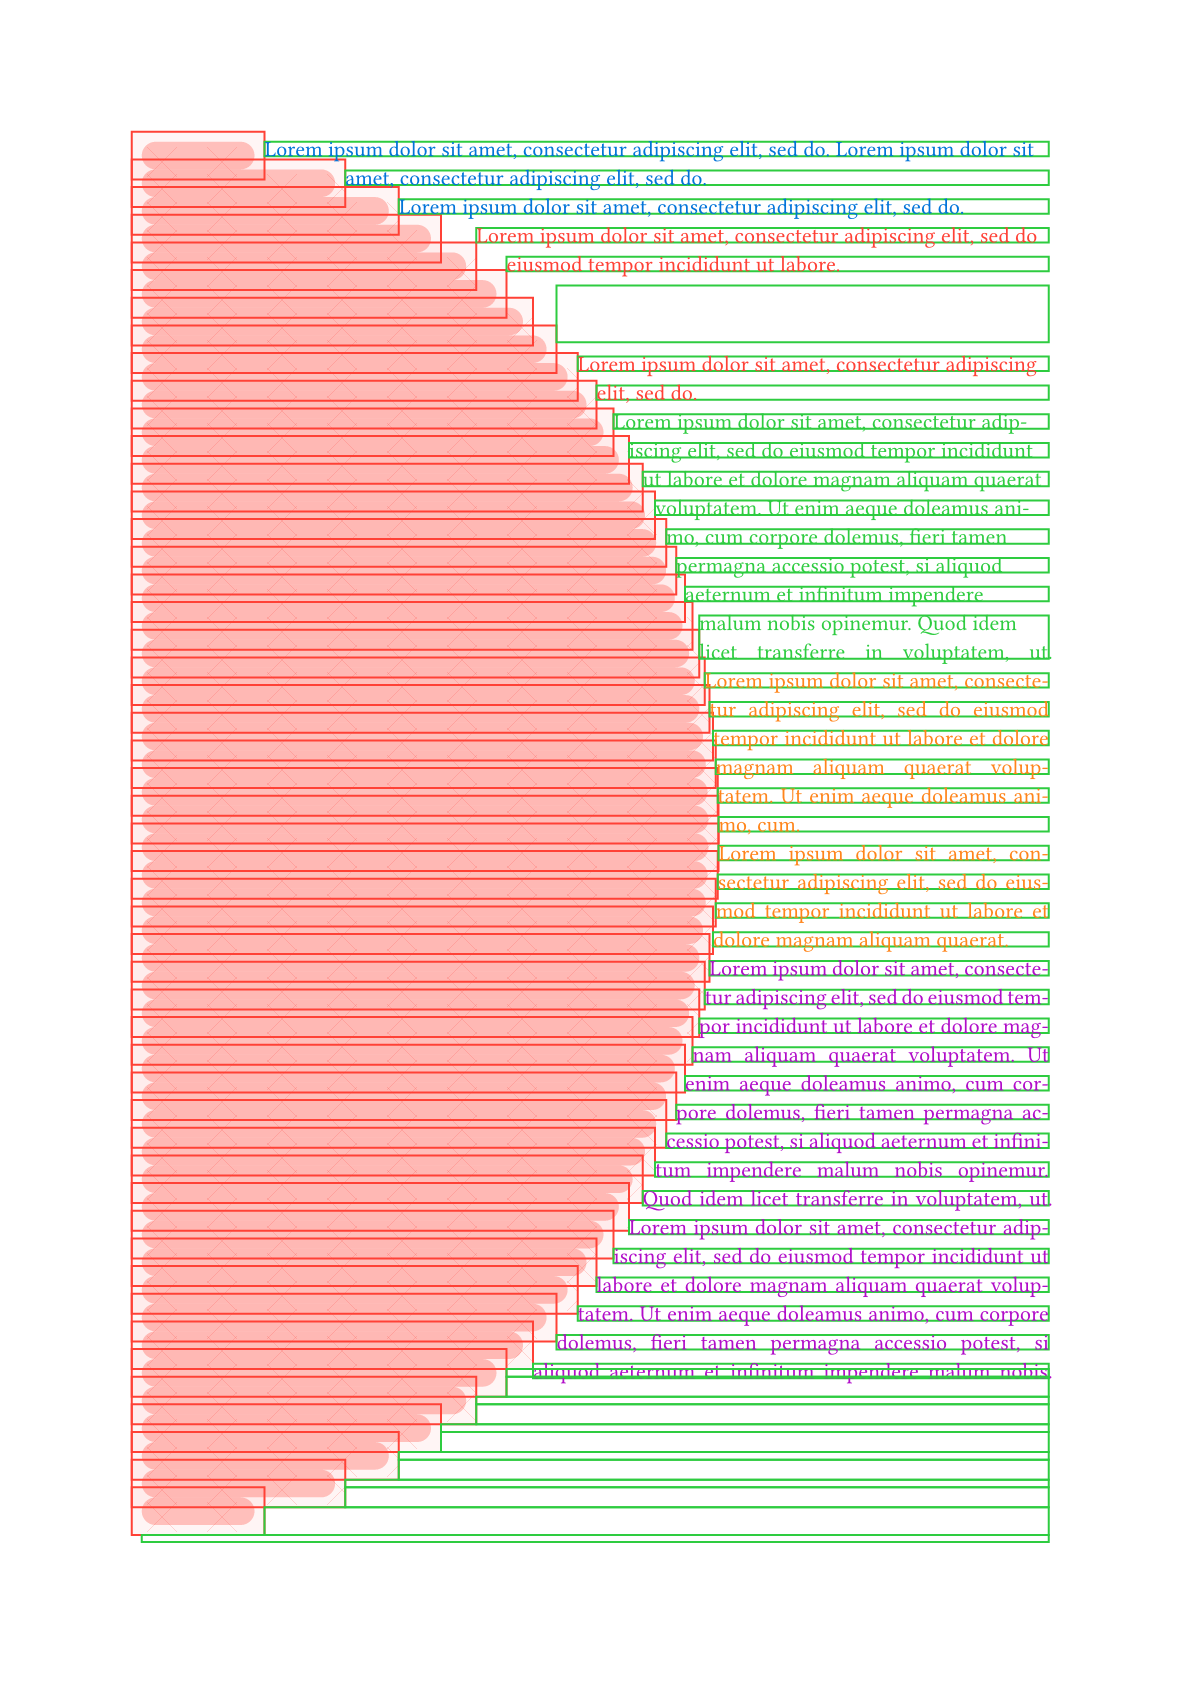 Lorem ipsum dolor sit amet, consectetur adipiscing elit, sed do. Lorem ipsum dolor sit
amet, consectetur adipiscing elit, sed do.
Lorem ipsum dolor sit amet, consectetur adipiscing elit, sed do.
Lorem ipsum dolor sit amet, consectetur adipiscing elit, sed do
eiusmod tempor incididunt ut labore.
Lorem ipsum dolor sit amet, consectetur adipiscing
elit, sed do.
Lorem ipsum dolor sit amet, consectetur adip-
iscing elit, sed do eiusmod tempor incididunt
ut labore et dolore magnam aliquam quaerat
voluptatem. Ut enim aeque doleamus ani-
mo, cum corpore dolemus, fieri tamen
permagna accessio potest, si aliquod
aeternum et infinitum impendere
malum nobis opinemur. Quod idem
licet transferre in voluptatem, ut.
Lorem ipsum dolor sit amet, consecte-
tur adipiscing elit, sed do eiusmod
tempor incididunt ut labore et dolore
magnam aliquam quaerat volup-
tatem. Ut enim aeque doleamus ani-
mo, cum.
Lorem ipsum dolor sit amet, con-
sectetur adipiscing elit, sed do eius-
mod tempor incididunt ut labore et
dolore magnam aliquam quaerat.
Lorem ipsum dolor sit amet, consecte-
tur adipiscing elit, sed do eiusmod tem-
por incididunt ut labore et dolore mag-
nam aliquam quaerat voluptatem. Ut
enim aeque doleamus animo, cum cor-
pore dolemus, fieri tamen permagna ac-
cessio potest, si aliquod aeternum et infini-
tum impendere malum nobis opinemur.
Quod idem licet transferre in voluptatem, ut.
Lorem ipsum dolor sit amet, consectetur adip-
iscing elit, sed do eiusmod tempor incididunt ut
labore et dolore magnam aliquam quaerat volup-
tatem. Ut enim aeque doleamus animo, cum corpore
dolemus, fieri tamen permagna accessio potest, si
aliquod aeternum et infinitum impendere malum nobis.